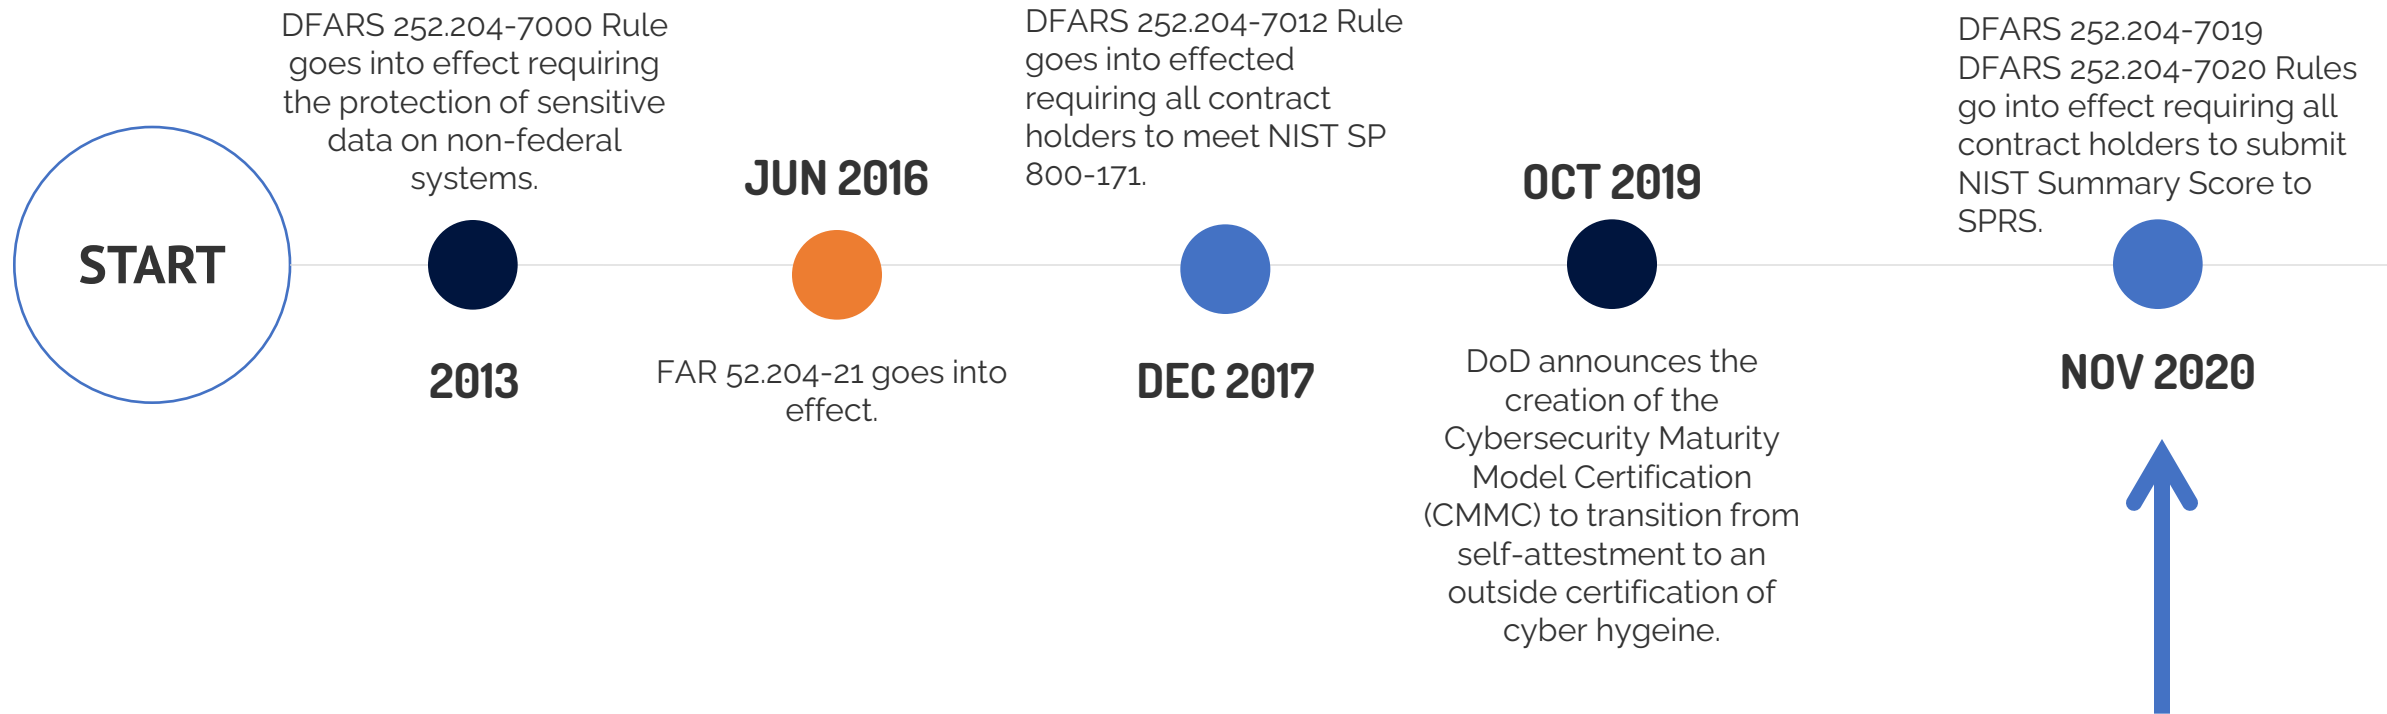 START
DFARS 252.204-7000 Rule
goes into effect requiring
the protection of sensitive
data on non-federal
systems.
2013
JUN 2016
FAR 52.204-21 goes into
effect.
DFARS 252.204-7012 Rule
goes into effected
requiring all contract
holders to meet NIST SP
800-171.
DEC 2017
OCT 2019
DoD announces the
creation of the
Cybersecurity Maturity
Model Certification
(CMMC) to transition from
self-attestment to an
outside certification of
cyber hygeine.
DFARS 252.204-7019
DFARS 252.204-7020 Rules
go into effect requiring all
contract holders to submit
NIST Summary Score to
SPRS.
NOV 2020